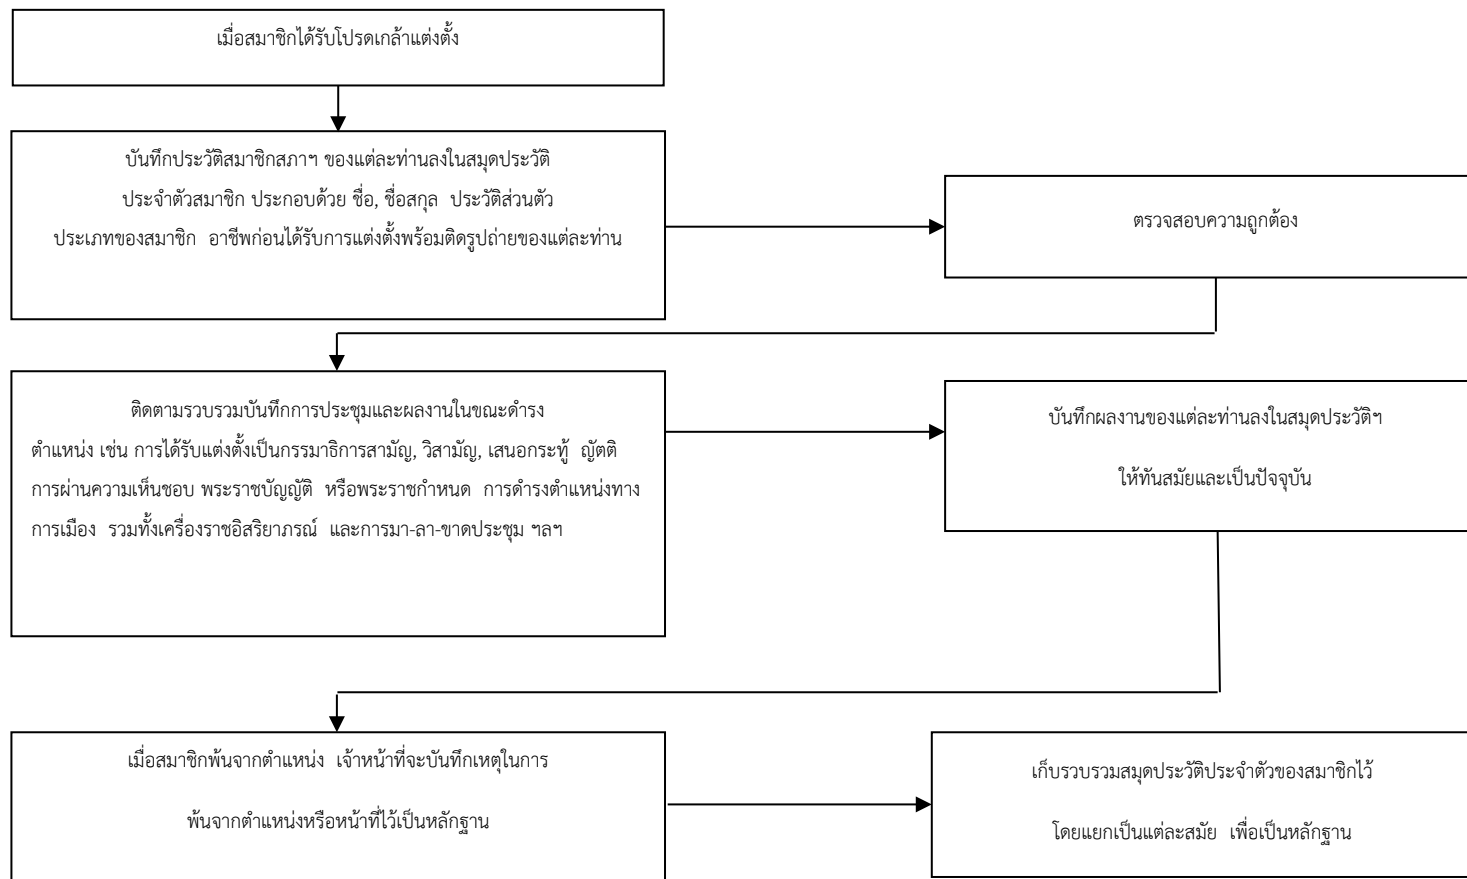 เมื่อสมาชิกได้รับโปรดเกล้าแต่งตั้ง
บันทึกประวัติสมาชิกสภาฯ ของแต่ละท่านลงในสมุดประวัติ
ประจำตัวสมาชิก ประกอบด้วย ชื่อ, ชื่อสกุล ประวัติส่วนตัว
ประเภทของสมาชิก อาชีพก่อนได้รับการแต่งตั้งพร้อมติดรูปถ่ายของแต่ละท่าน
ตรวจสอบความถูกต้อง
ติดตามรวบรวมบันทึกการประชุมและผลงานในขณะดำรง
ตำแหน่ง เช่น การได้รับแต่งตั้งเป็นกรรมาธิการสามัญ, วิสามัญ, เสนอกระทู้ ญัตติ
การผ่านความเห็นชอบ พระราชบัญญัติ หรือพระราชกำหนด การดำรงตำแหน่งทาง
การเมือง รวมทั้งเครื่องราชอิสริยาภรณ์ และการมา-ลา-ขาดประชุม ฯลฯ
บันทึกผลงานของแต่ละท่านลงในสมุดประวัติฯ
ให้ทันสมัยและเป็นปัจจุบัน
เมื่อสมาชิกพ้นจากตำแหน่ง เจ้าหน้าที่จะบันทึกเหตุในการ
พ้นจากตำแหน่งหรือหน้าที่ไว้เป็นหลักฐาน
เก็บรวบรวมสมุดประวัติประจำตัวของสมาชิกไว้
โดยแยกเป็นแต่ละสมัย เพื่อเป็นหลักฐาน